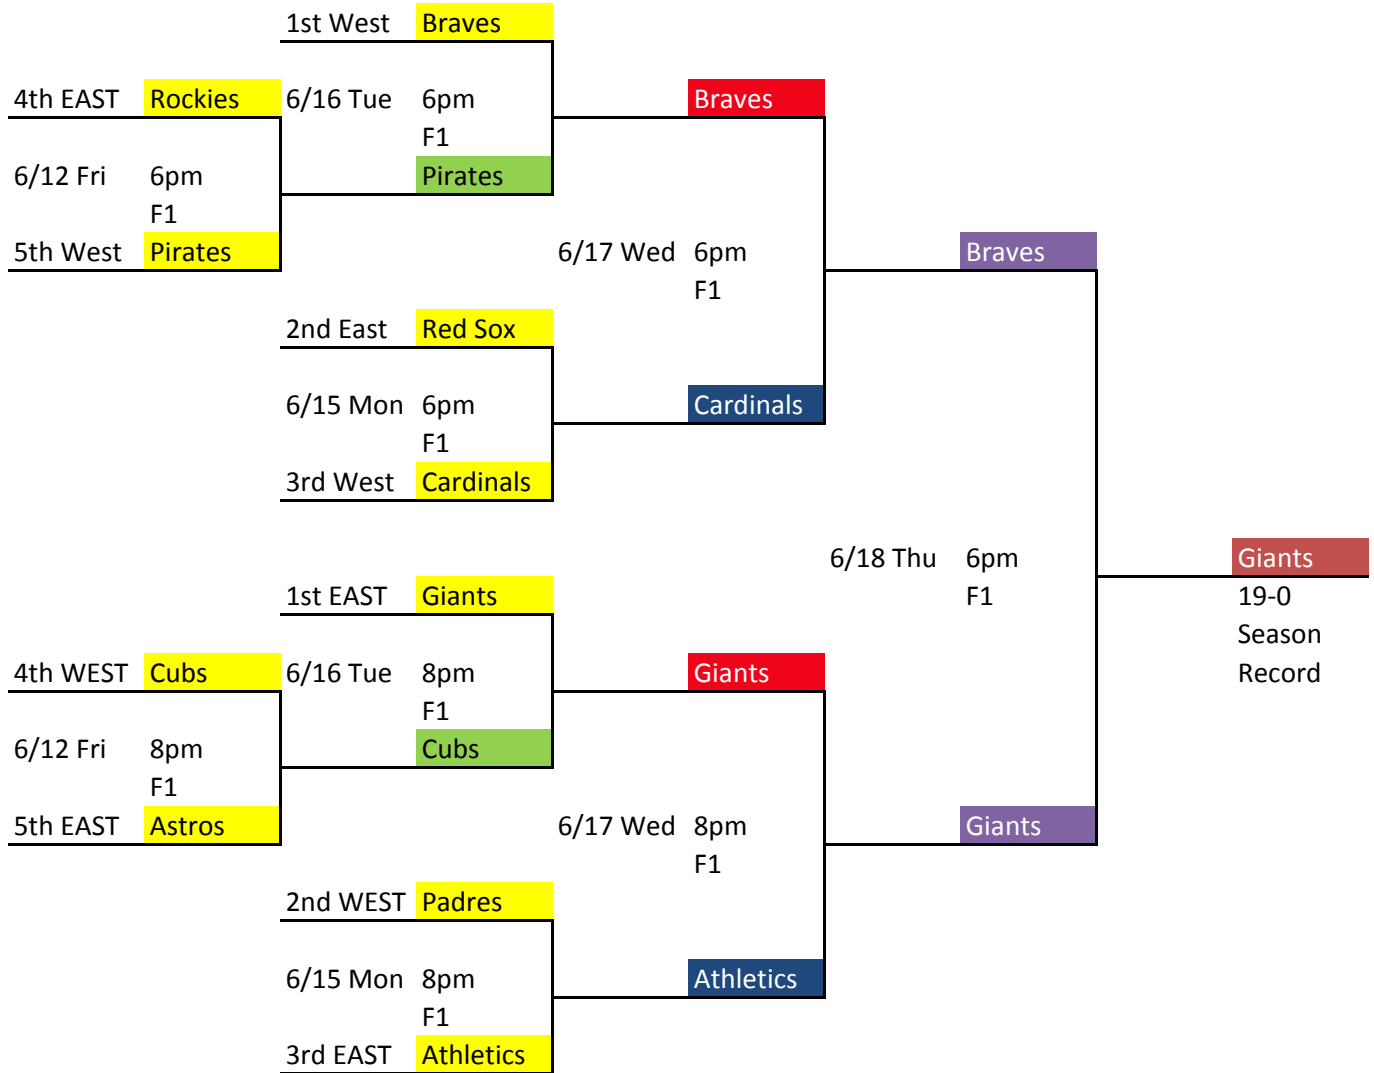 1st West Braves
4th EAST Rockies 6/16 Tue 6pm Braves
F1
6/12 Fri 6pm Pirates
F1
5th West Pirates 6/17 Wed 6pm Braves
F1
2nd East Red Sox
6/15 Mon 6pm Cardinals
F1
3rd West Cardinals
6/18 Thu 6pm Giants
1st EAST Giants F1 19-0
Season
4th WEST Cubs 6/16 Tue 8pm Giants Record
F1
6/12 Fri 8pm Cubs
F1
5th EAST Astros 6/17 Wed 8pm Giants
F1
2nd WEST Padres
6/15 Mon 8pm Athletics
F1
3rd EAST Athletics